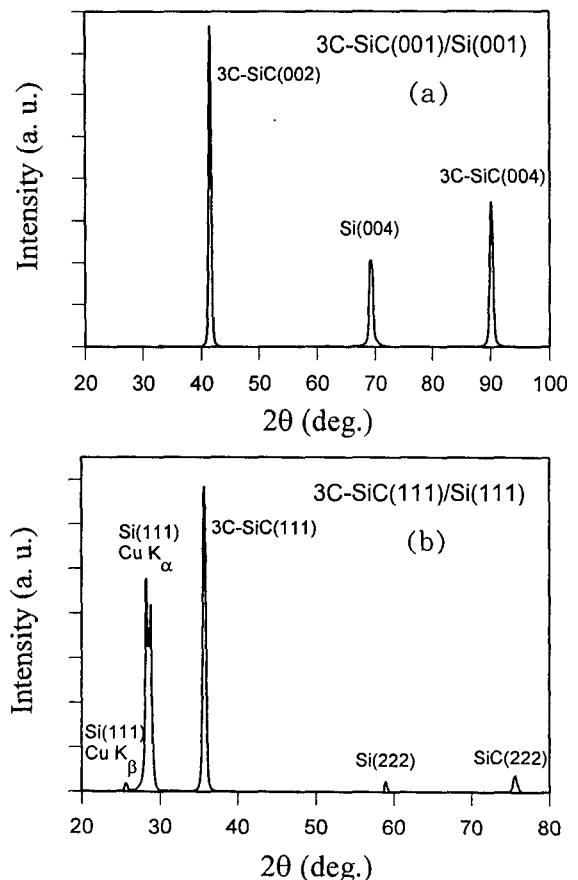 3C-SiC(001)/Si(001)
(a)
3C-SiC(002)
3C-SiC(004)
Si(004)
Intensity (a. u.)
20 30 40 50 60 70 80 90 100
2θ (deg.)
3C-SiC(111)/Si(111)
(b)
Si(111)
Cu Kα
3C-SiC(111)
Si(111)
Cu Kβ
Si(222)
SiC(222)
Intensity (a. u.)
20 30 40 50 60 70 80
2θ (deg.)